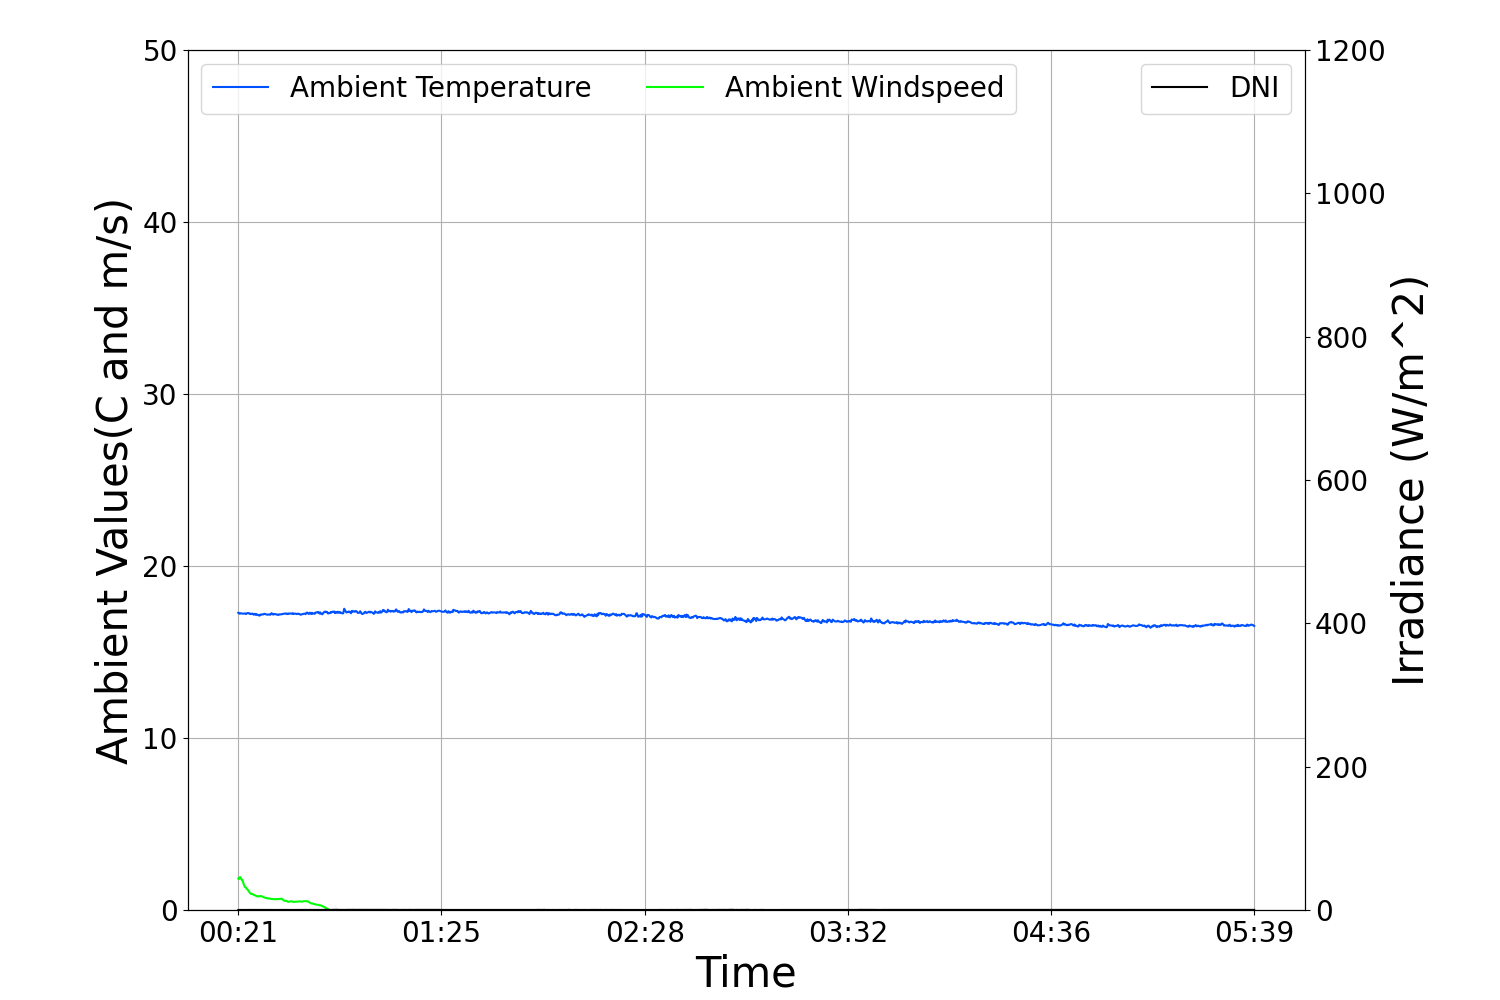 Ambient Temperature
Ambient Windspeed
DNI
Ambient Values(C and m/s)
50
40
30
20
10
0
1200
1000
800
600
400
200
0
Irradiance (W/m^2)
00:21 01:25 02:28 03:32 04:36 05:39
Time